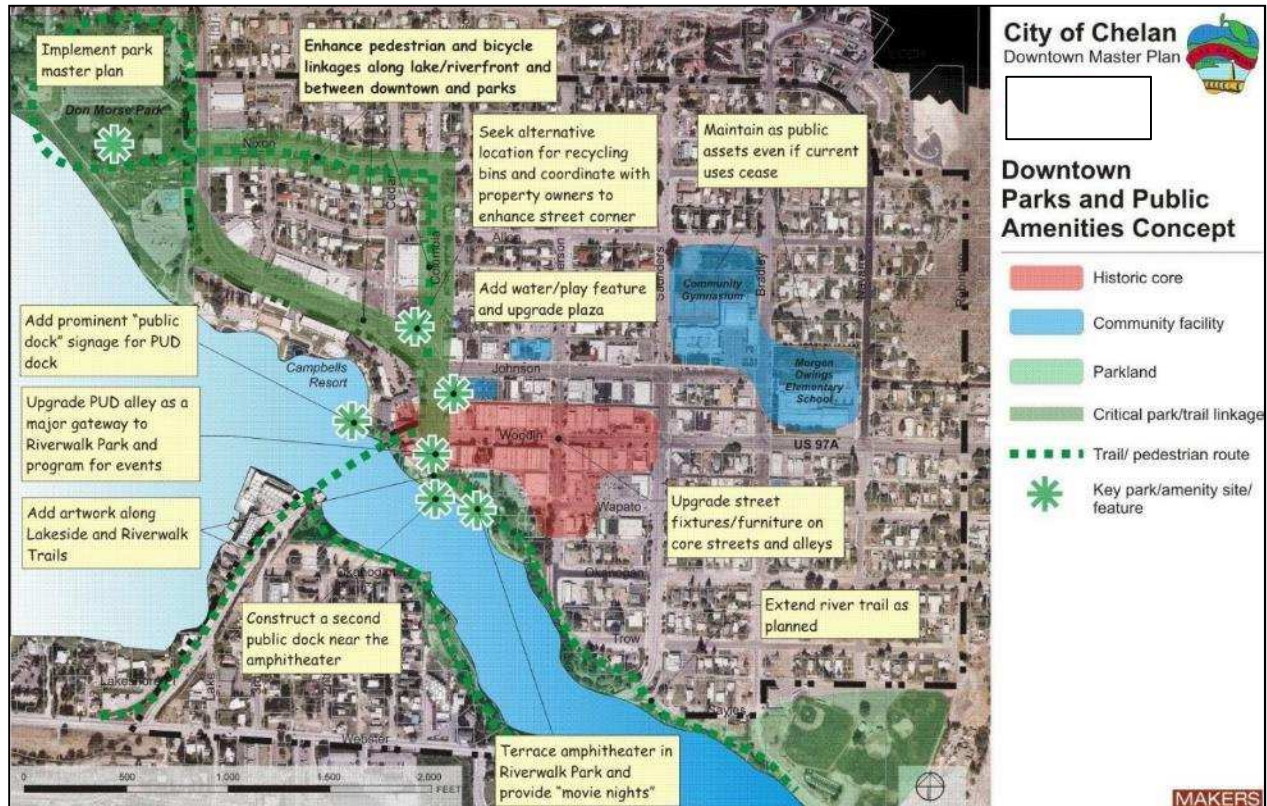 Implement park
master plan
Don Morse Park
Enhance pedestrian and bicycle
linkages along lake/riverfront and
between downtown and parks
Seek alternative
location for recycling
bins and coordinate with
property owners to
enhance street corner
Maintain as public
assets even if current
uses cease
Nixon
Cedar
Columbia
Allen
Saunders
Bradley
Navarre
Community
Gymnasium
Add water/play feature
and upgrade plaza
Add prominent "public
dock" signage for PUD
dock
Campbells
Resort
Johnson
Morgen
Owings
Elementary
School
Upgrade PUD alley as a
major gateway to
Riverwalk Park and
program for events
Woodin
US 97A
Add artwork along
Lakeside and Riverwalk
Trails
Upgrade street
fixtures/furniture on
core streets and alleys
Wapato
Okanogan
Okanogan
Construct a second
public dock near the
amphitheater
Extend river trail as
planned
Trow
Sayles
Webster
Terrace amphitheater in
Riverwalk Park and
provide "movie nights"
0 500 1,000 1,500 2,000
FEET
City of Chelan
Downtown Master Plan
Downtown
Parks and Public
Amenities Concept
Historic core
Community facility
Parkland
Critical park/trail linkage
Trail/ pedestrian route
Key park/amenity site/
feature
MAKERS